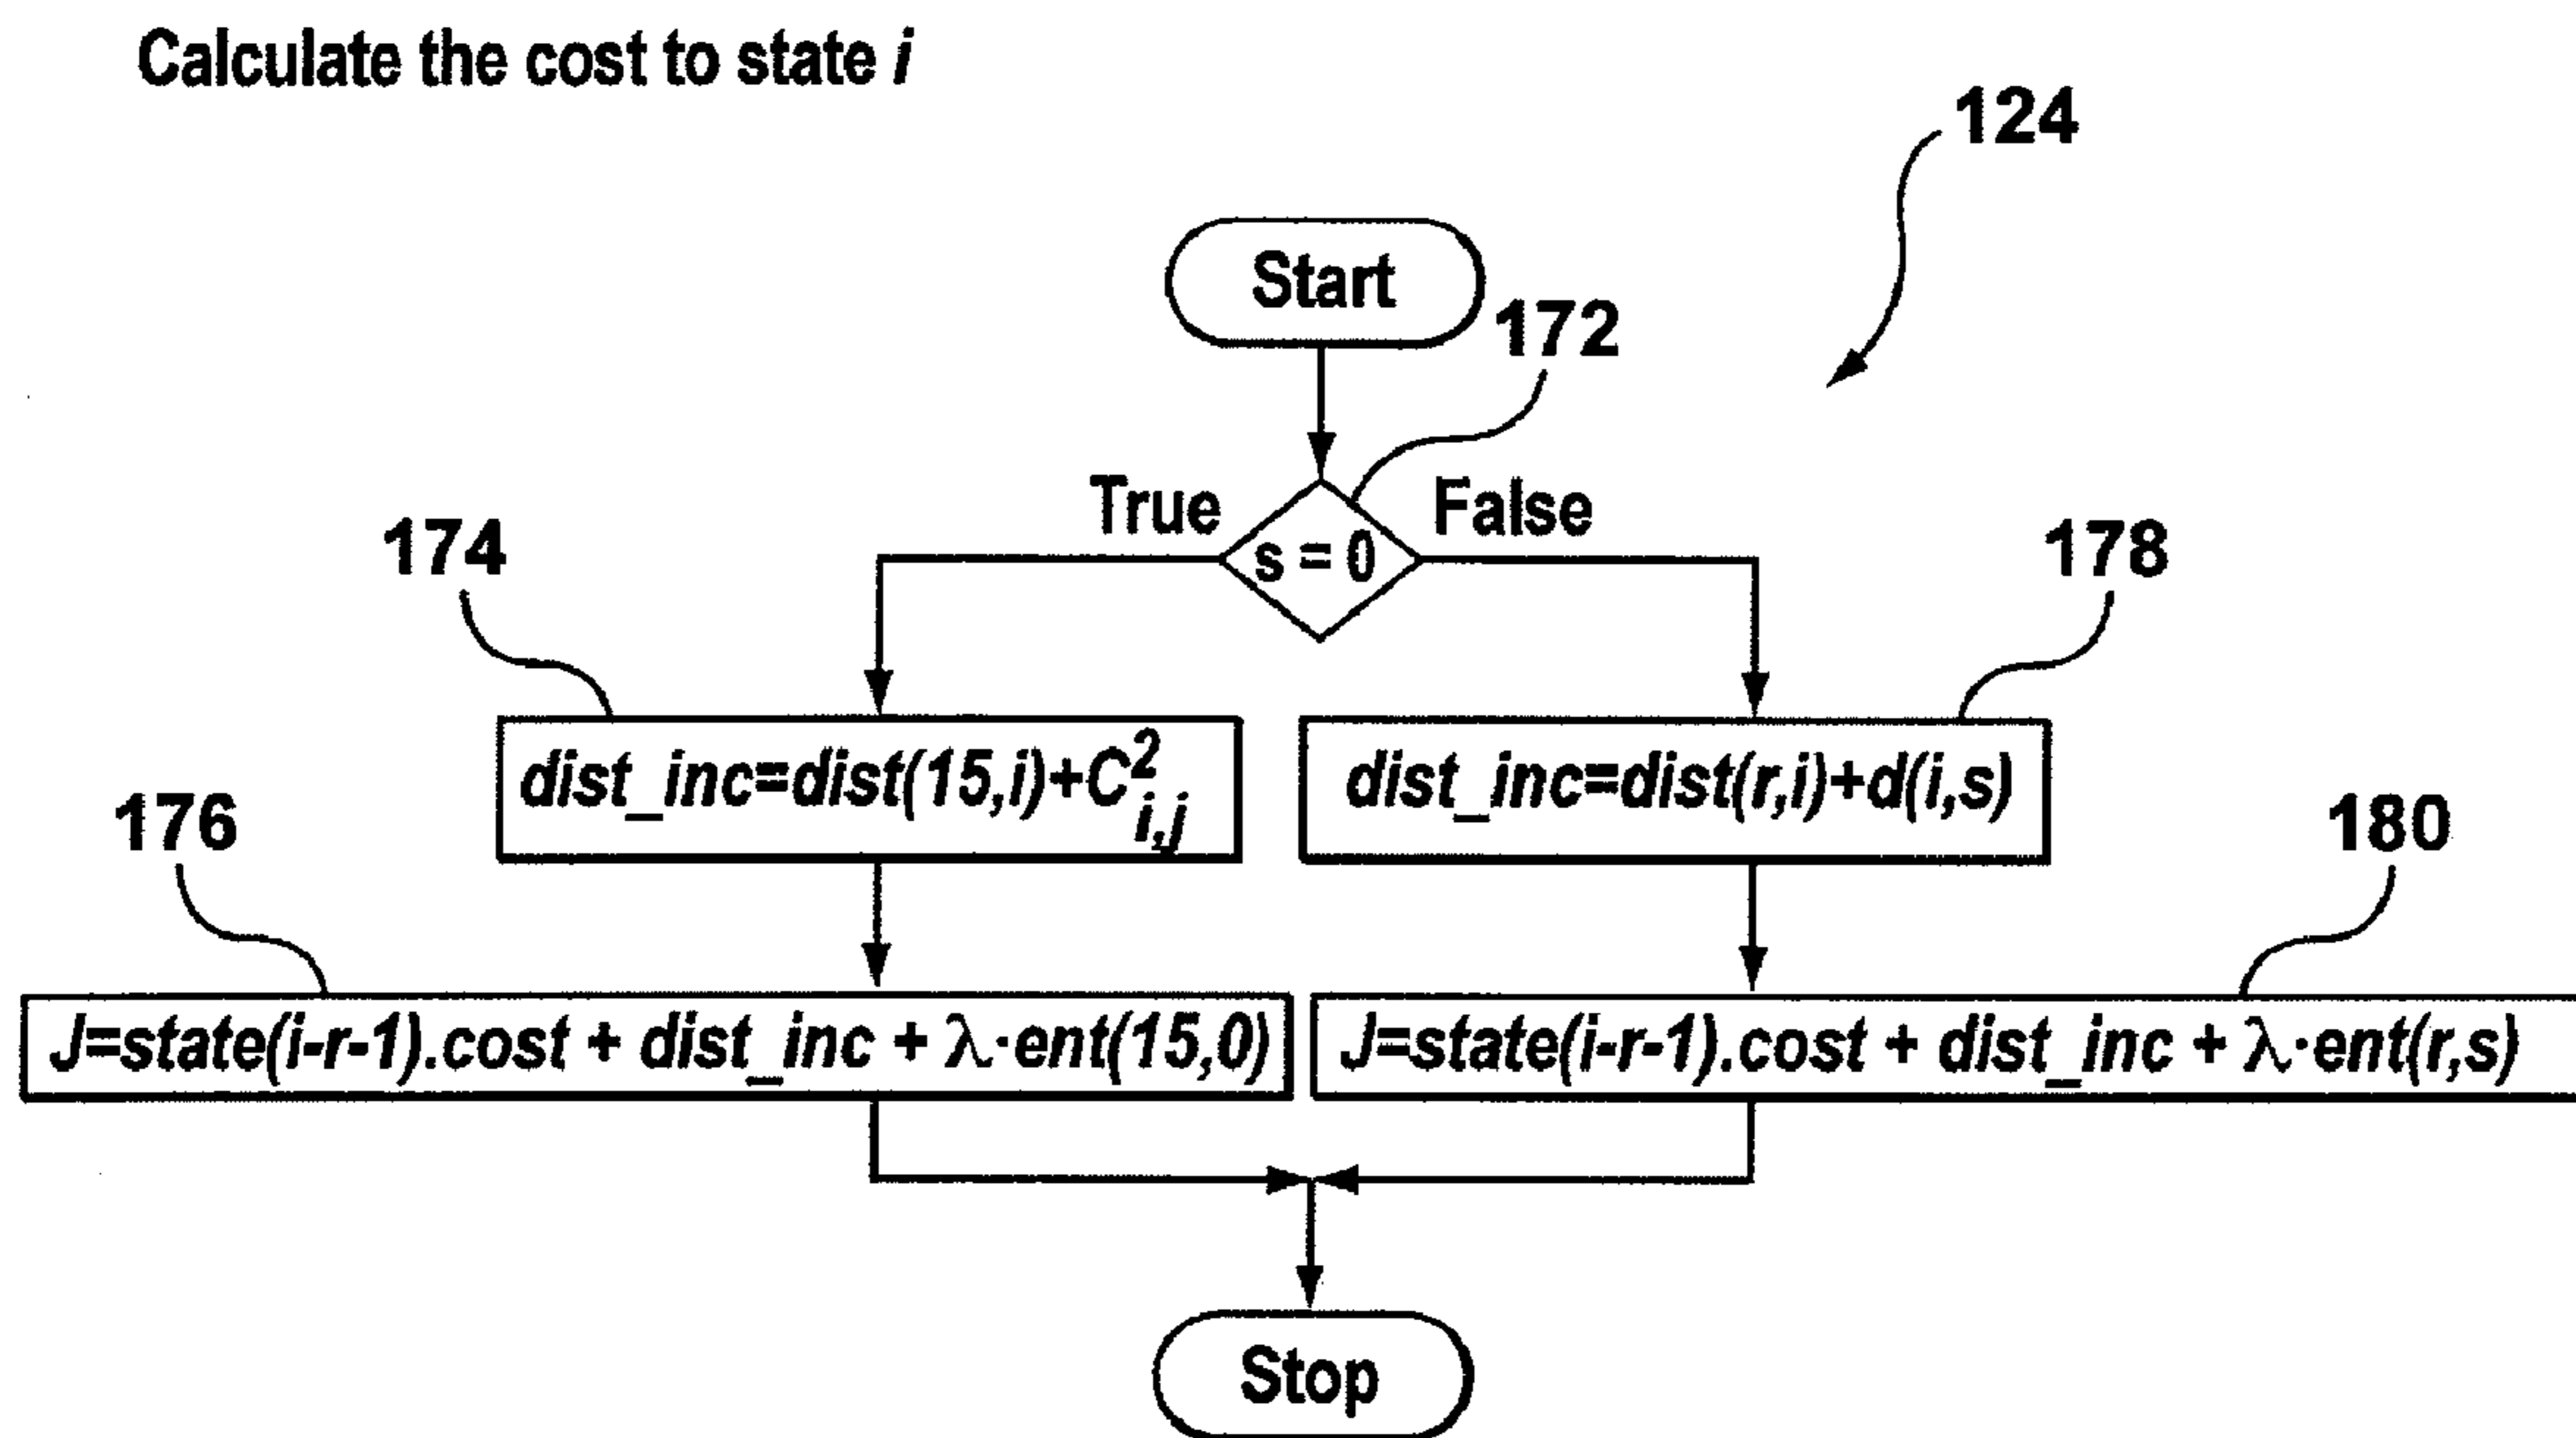 Calculate the cost to state i
124
Start
172
True
False
s = 0
174
178
dist_inc=dist(15,i)+C²ᵢ,ⱼ
dist_inc=dist(r,i)+d(i,s)
176
180
J=state(i-r-1).cost + dist_inc + λ·ent(15,0)
J=state(i-r-1).cost + dist_inc + λ·ent(r,s)
Stop